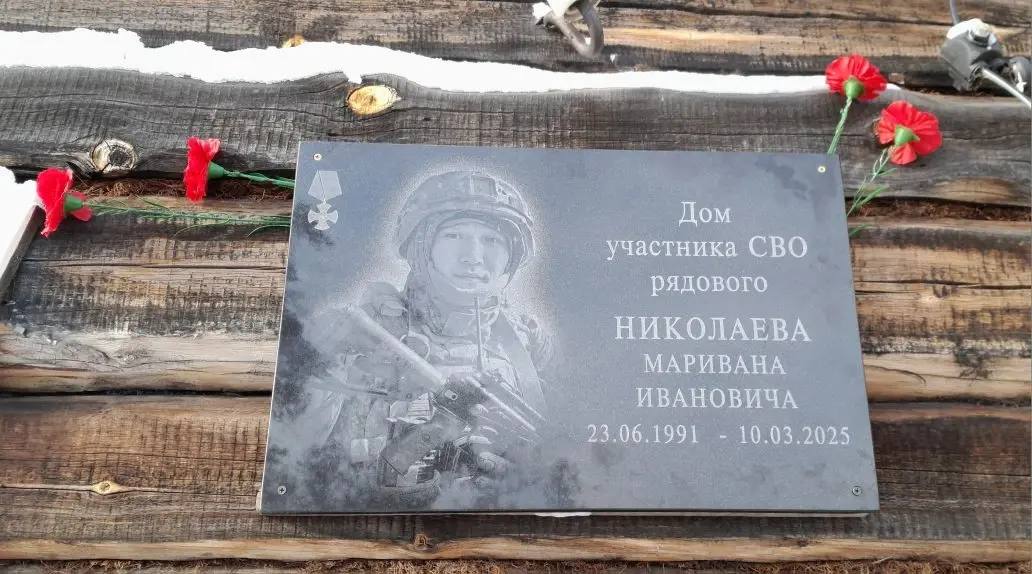 Дом
участника СВО
рядового
НИКОЛАЕВА
МАРИВАНА
ИВАНОВИЧА
23.06.1991 - 10.03.2025